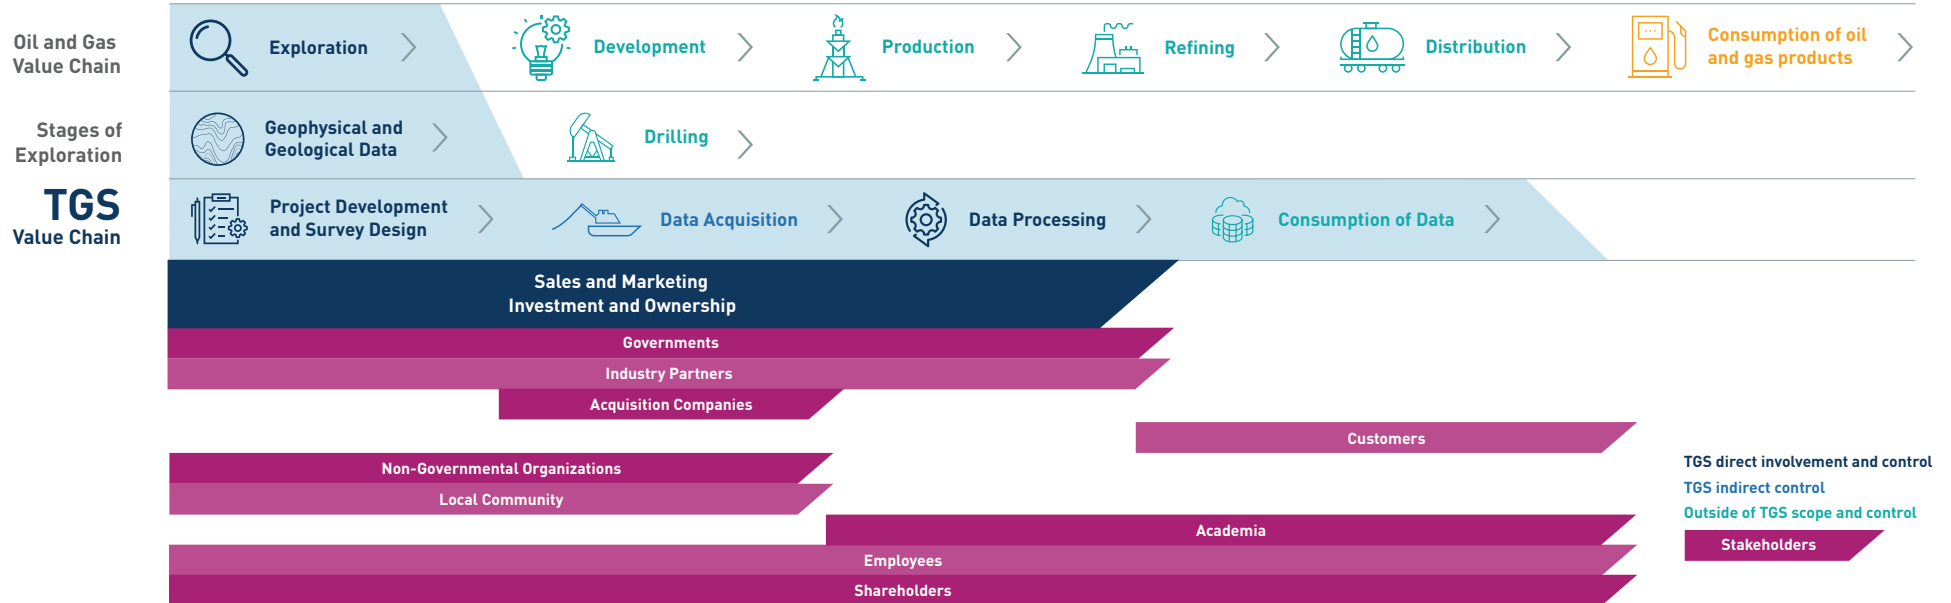 Oil and Gas
Value Chain
Exploration
Development
Production
Refining
Distribution
Consumption of oil
and gas products
Stages of
Exploration
Geophysical and
Geological Data
Drilling
TGS
Value Chain
Project Development
and Survey Design
Data Acquisition
Data Processing
Consumption of Data
Sales and Marketing
Investment and Ownership
Governments
Industry Partners
Acquisition Companies
Customers
Non-Governmental Organizations
Local Community
Academia
Employees
Shareholders
TGS direct involvement and control
TGS indirect control
Outside of TGS scope and control
Stakeholders